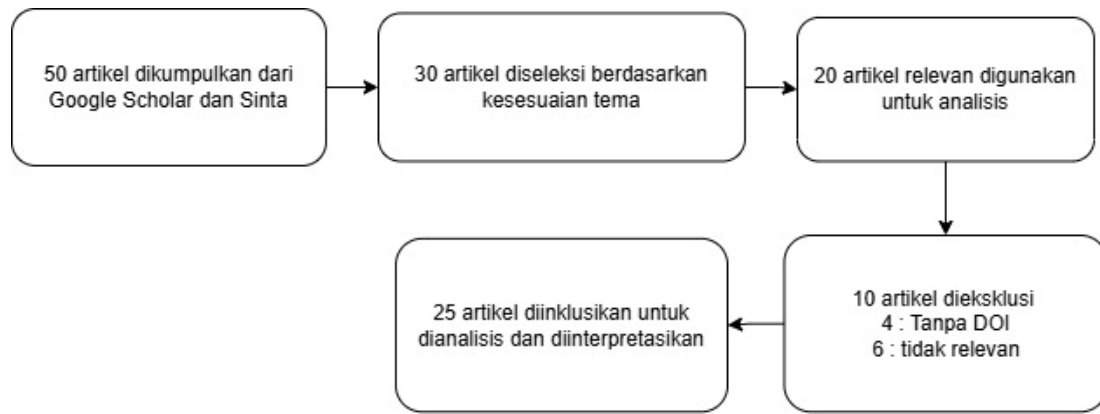 50 artikel dikumpulkan dari
Google Scholar dan Sinta
30 artikel diseleksi berdasarkan
kesesuaian tema
20 artikel relevan digunakan
untuk analisis
10 artikel dieksklusi
4 : Tanpa DOI
6 : tidak relevan
25 artikel diinklusikan untuk
dianalisis dan diinterpretasikan